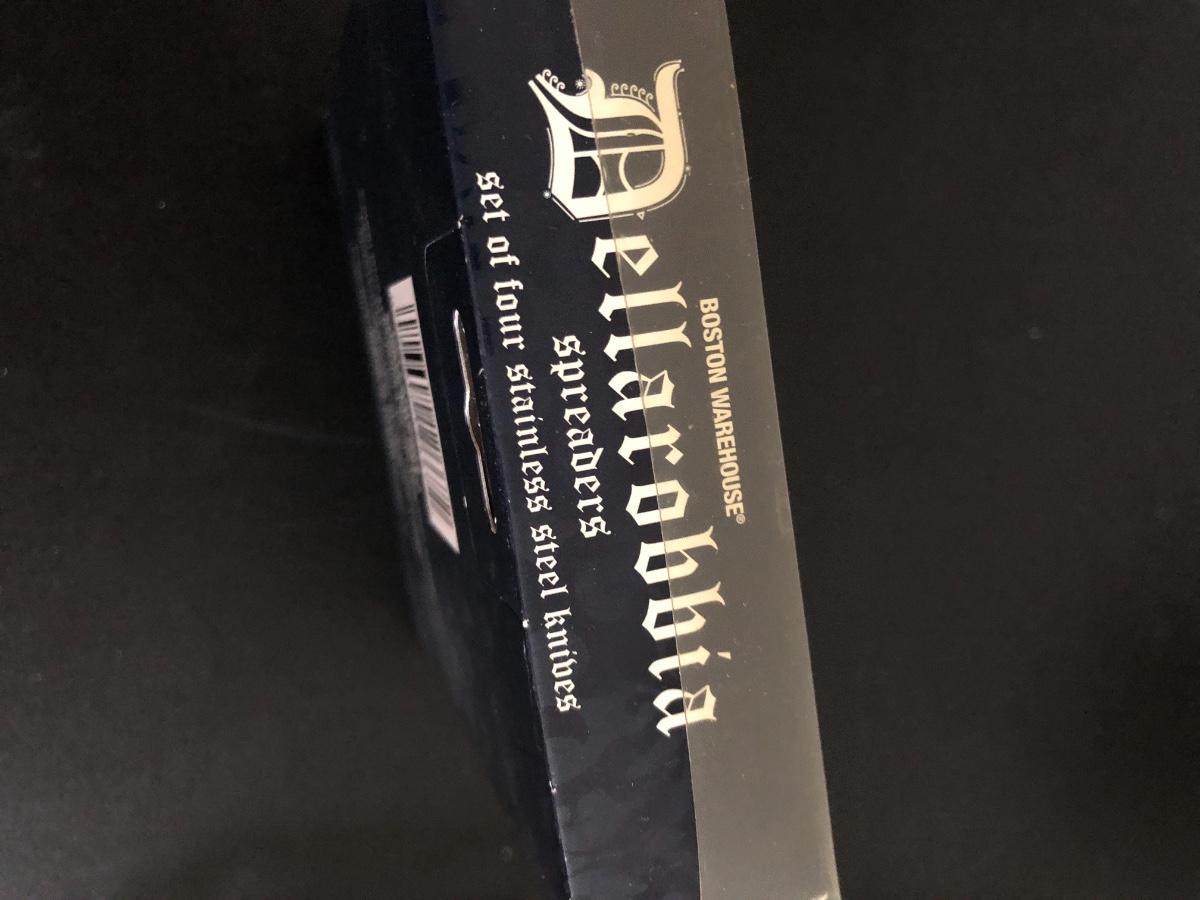 BOSTON WAREHOUSE®
Dellarobbia
Spreaders
set of four stainless steel knives